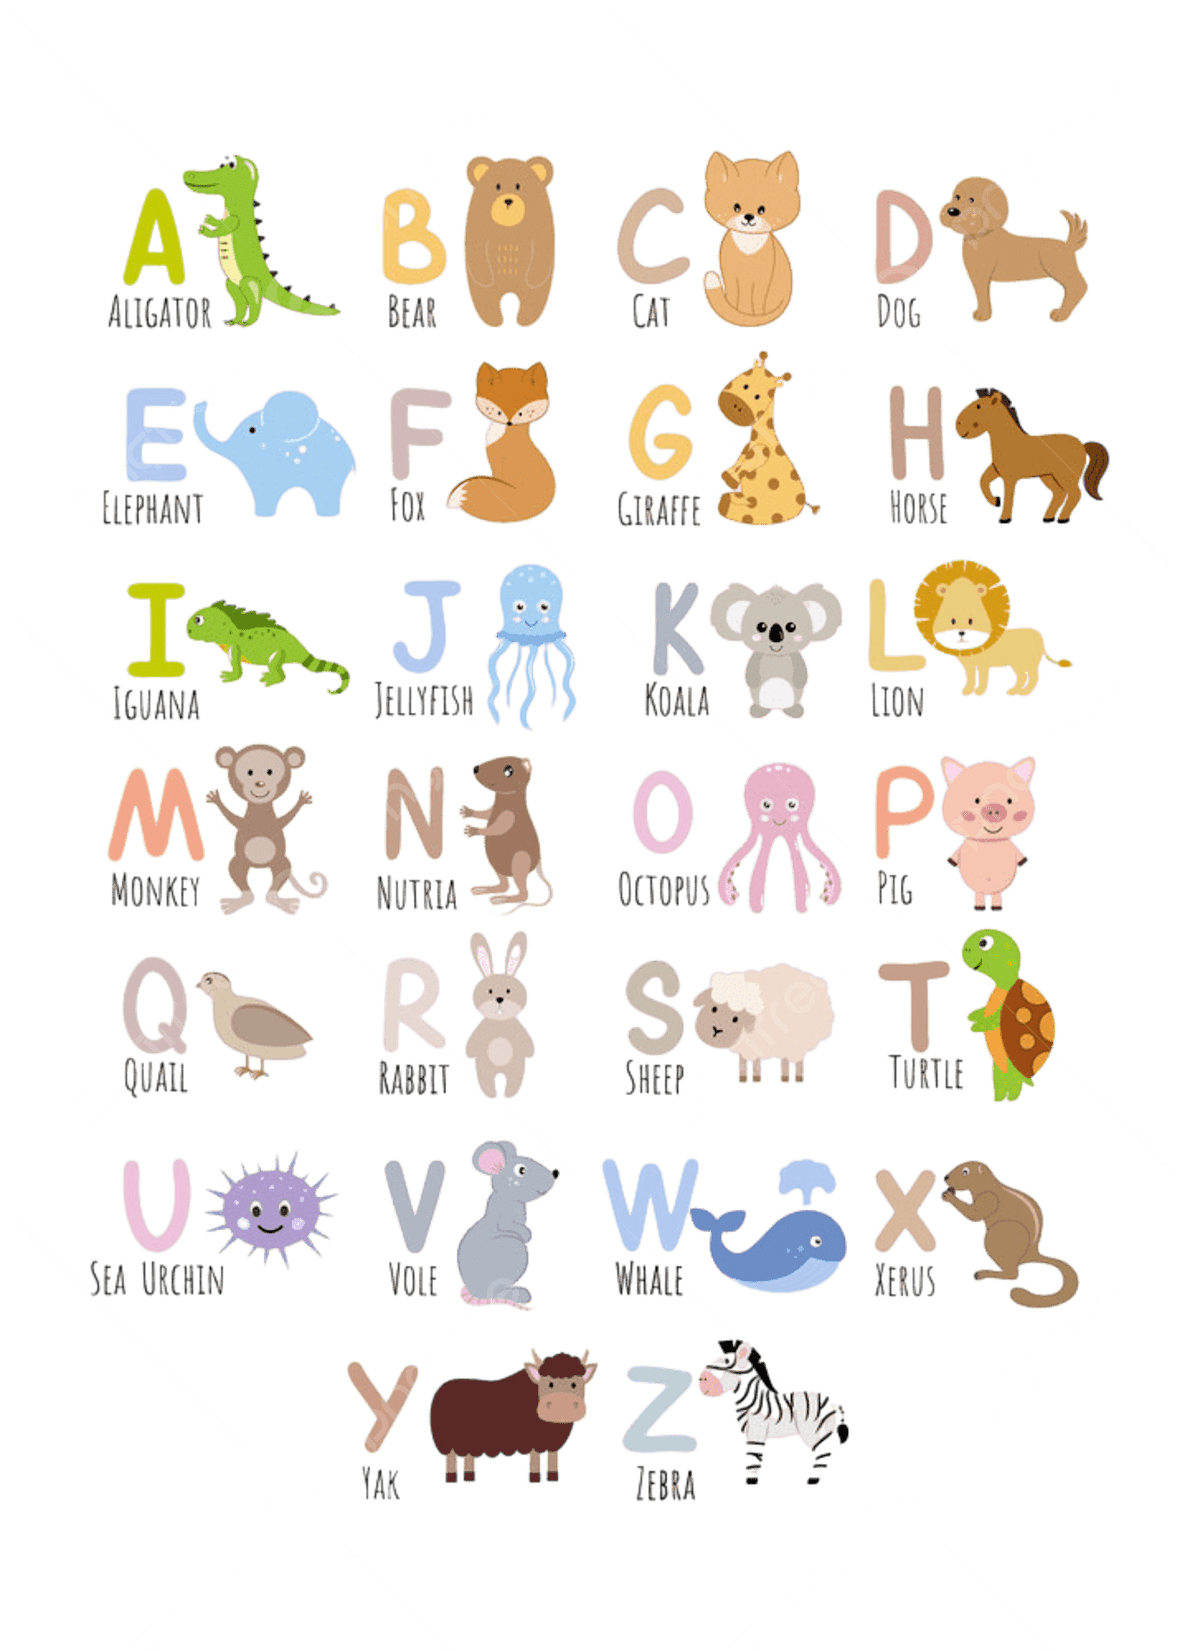 A B C D
ALIGATOR BEAR CAT DOG
E F G H
ELEPHANT FOX GIRAFFE HORSE
I J K L
IGUANA JELLYFISH KOALA LION
M N O P
MONKEY NUTRIA OCTOPUS PIG
Q R S T
QUAIL RABBIT SHEEP TURTLE
U V W X
SEA URCHIN VOLE WHALE XERUS
Y Z
YAK ZEBRA